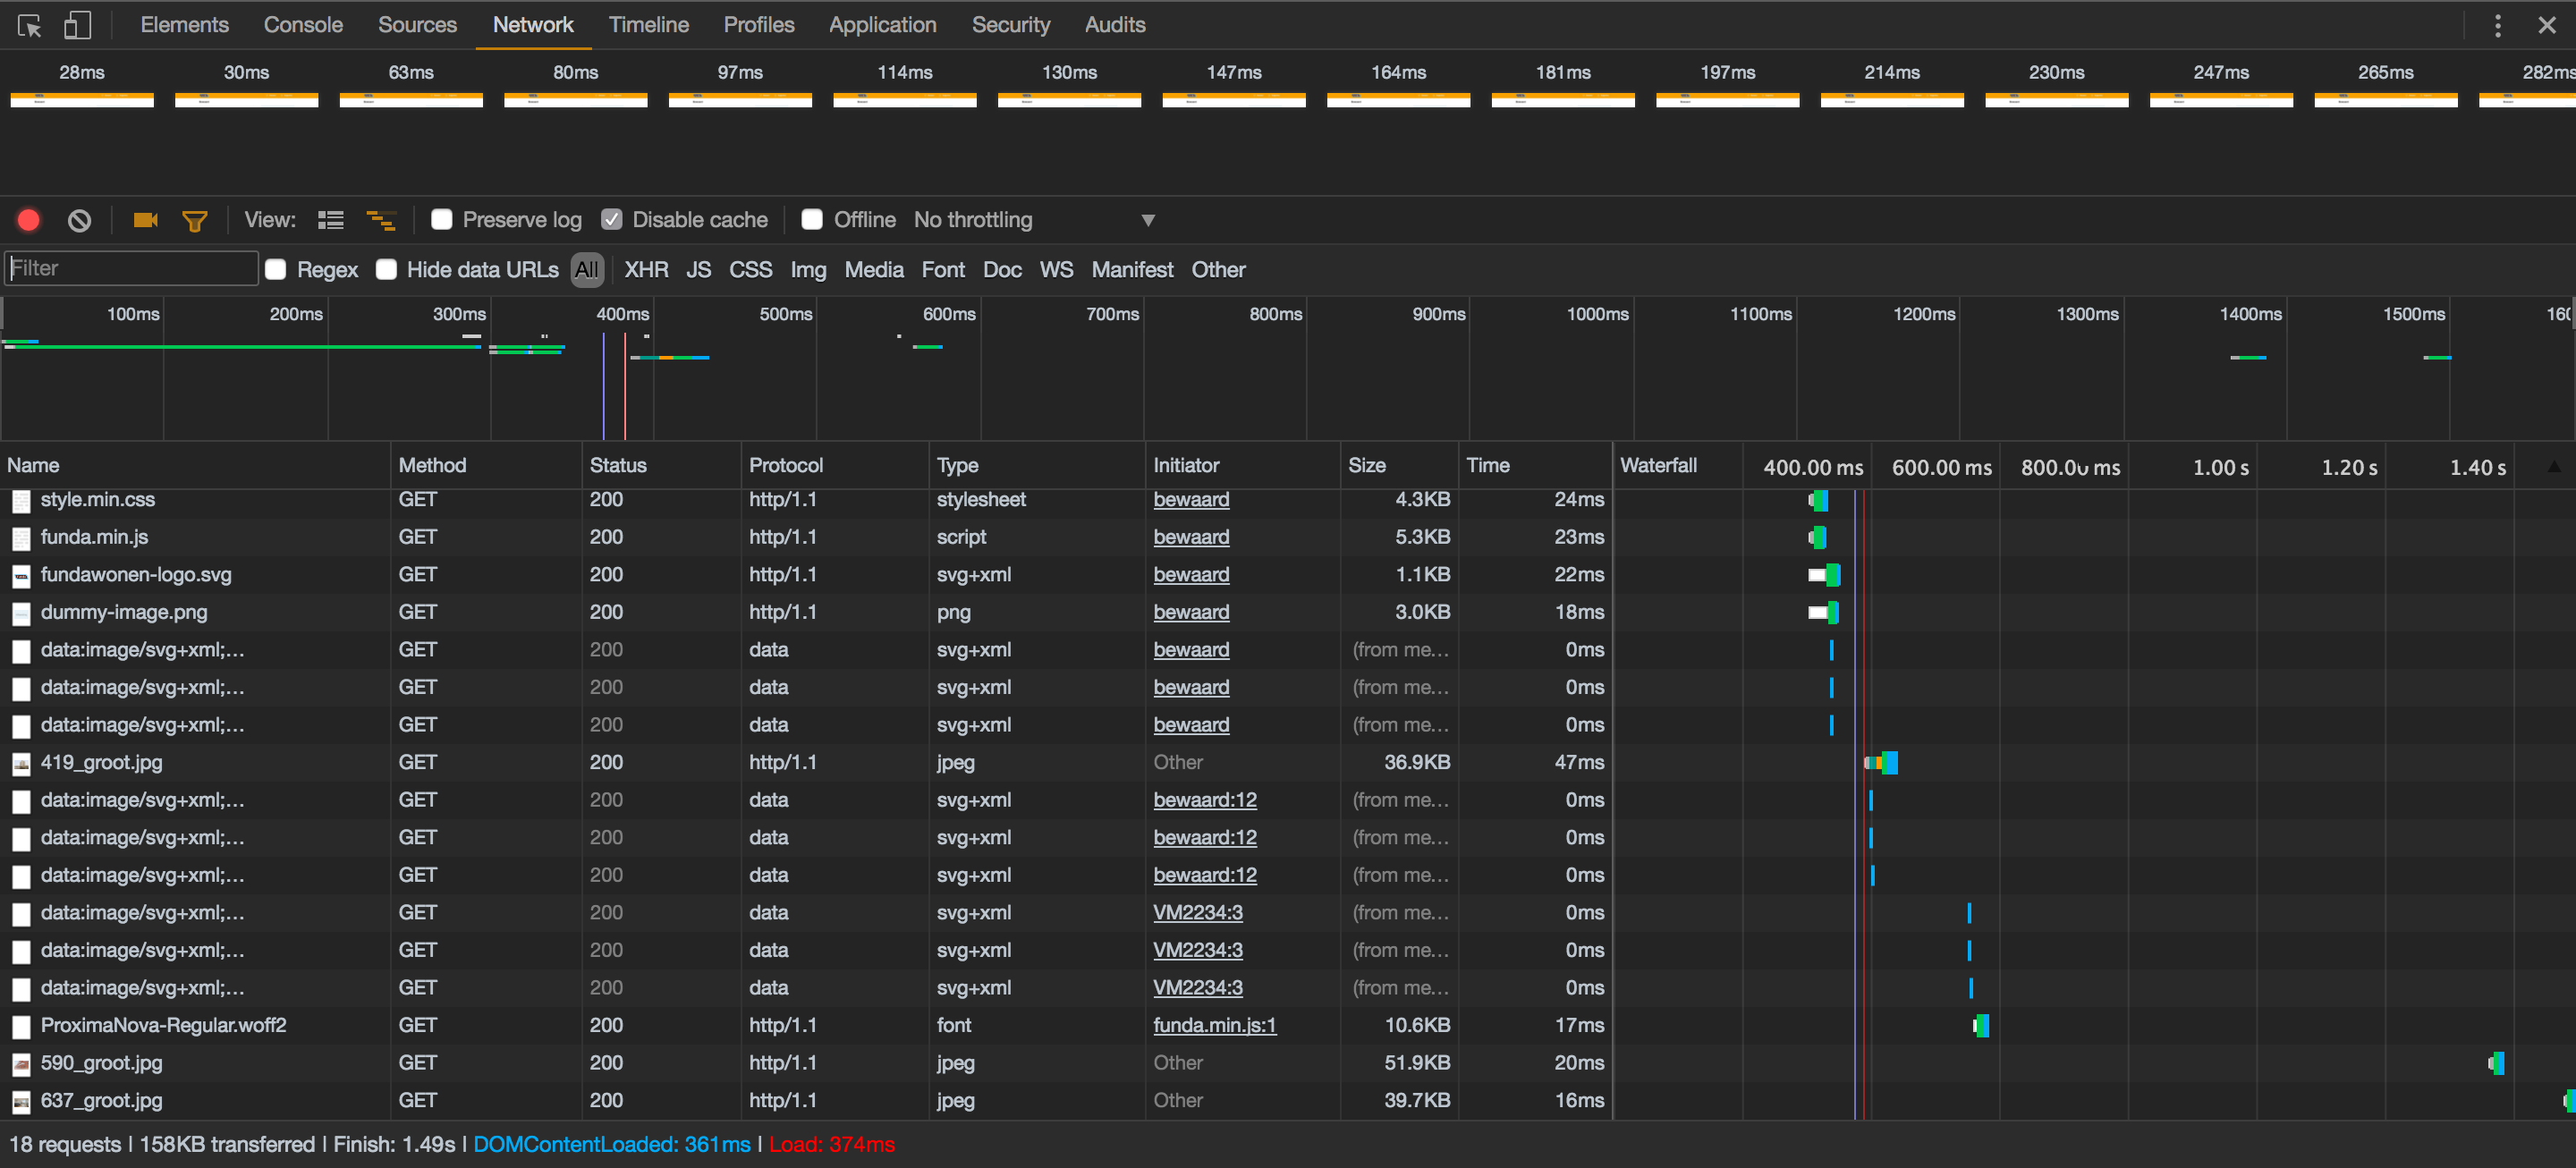 Elements Console Sources Network Timeline Profiles Application Security Audits
28ms 30ms 63ms 80ms 97ms 114ms 130ms 147ms 164ms 181ms 197ms 214ms 230ms 247ms 265ms 282ms
View: Preserve log Disable cache Offline No throttling
Filter Regex Hide data URLs All XHR JS CSS Img Media Font Doc WS Manifest Other
100ms 200ms 300ms 400ms 500ms 600ms 700ms 800ms 900ms 1000ms 1100ms 1200ms 1300ms 1400ms 1500ms
Name Method Status Protocol Type Initiator Size Time Waterfall 400.00 ms 600.00 ms 800.00 ms 1.00 s 1.20 s 1.40 s
style.min.css GET 200 http/1.1 stylesheet bewaard 4.3KB 24ms
funda.min.js GET 200 http/1.1 script bewaard 5.3KB 23ms
fundawonen-logo.svg GET 200 http/1.1 svg+xml bewaard 1.1KB 22ms
dummy-image.png GET 200 http/1.1 png bewaard 3.0KB 18ms
data:image/svg+xml;... GET 200 data svg+xml bewaard (from me... 0ms
data:image/svg+xml;... GET 200 data svg+xml bewaard (from me... 0ms
data:image/svg+xml;... GET 200 data svg+xml bewaard (from me... 0ms
419_groot.jpg GET 200 http/1.1 jpeg Other 36.9KB 47ms
data:image/svg+xml;... GET 200 data svg+xml bewaard:12 (from me... 0ms
data:image/svg+xml;... GET 200 data svg+xml bewaard:12 (from me... 0ms
data:image/svg+xml;... GET 200 data svg+xml bewaard:12 (from me... 0ms
data:image/svg+xml;... GET 200 data svg+xml VM2234:3 (from me... 0ms
data:image/svg+xml;... GET 200 data svg+xml VM2234:3 (from me... 0ms
data:image/svg+xml;... GET 200 data svg+xml VM2234:3 (from me... 0ms
ProximaNova-Regular.woff2 GET 200 http/1.1 font funda.min.js:1 10.6KB 17ms
590_groot.jpg GET 200 http/1.1 jpeg Other 51.9KB 20ms
637_groot.jpg GET 200 http/1.1 jpeg Other 39.7KB 16ms
18 requests | 158KB transferred | Finish: 1.49s | DOMContentLoaded: 361ms | Load: 374ms